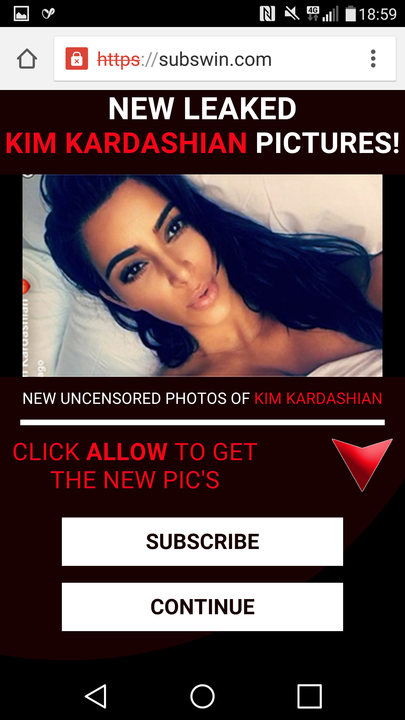 4G
18:59
https://subswin.com
NEW LEAKED
KIM KARDASHIAN PICTURES!
NEW UNCENSORED PHOTOS OF KIM KARDASHIAN
CLICK ALLOW TO GET
THE NEW PIC'S
SUBSCRIBE
CONTINUE